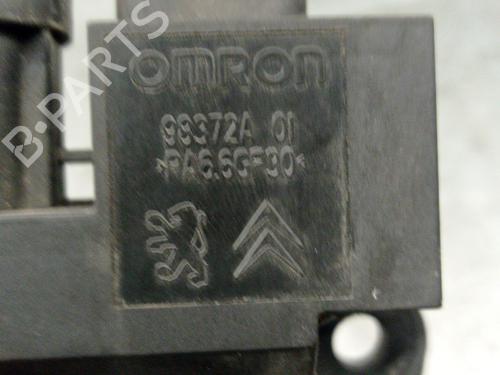 OMRON
98372A 01
>PA6.6GF30<
B-PARTS